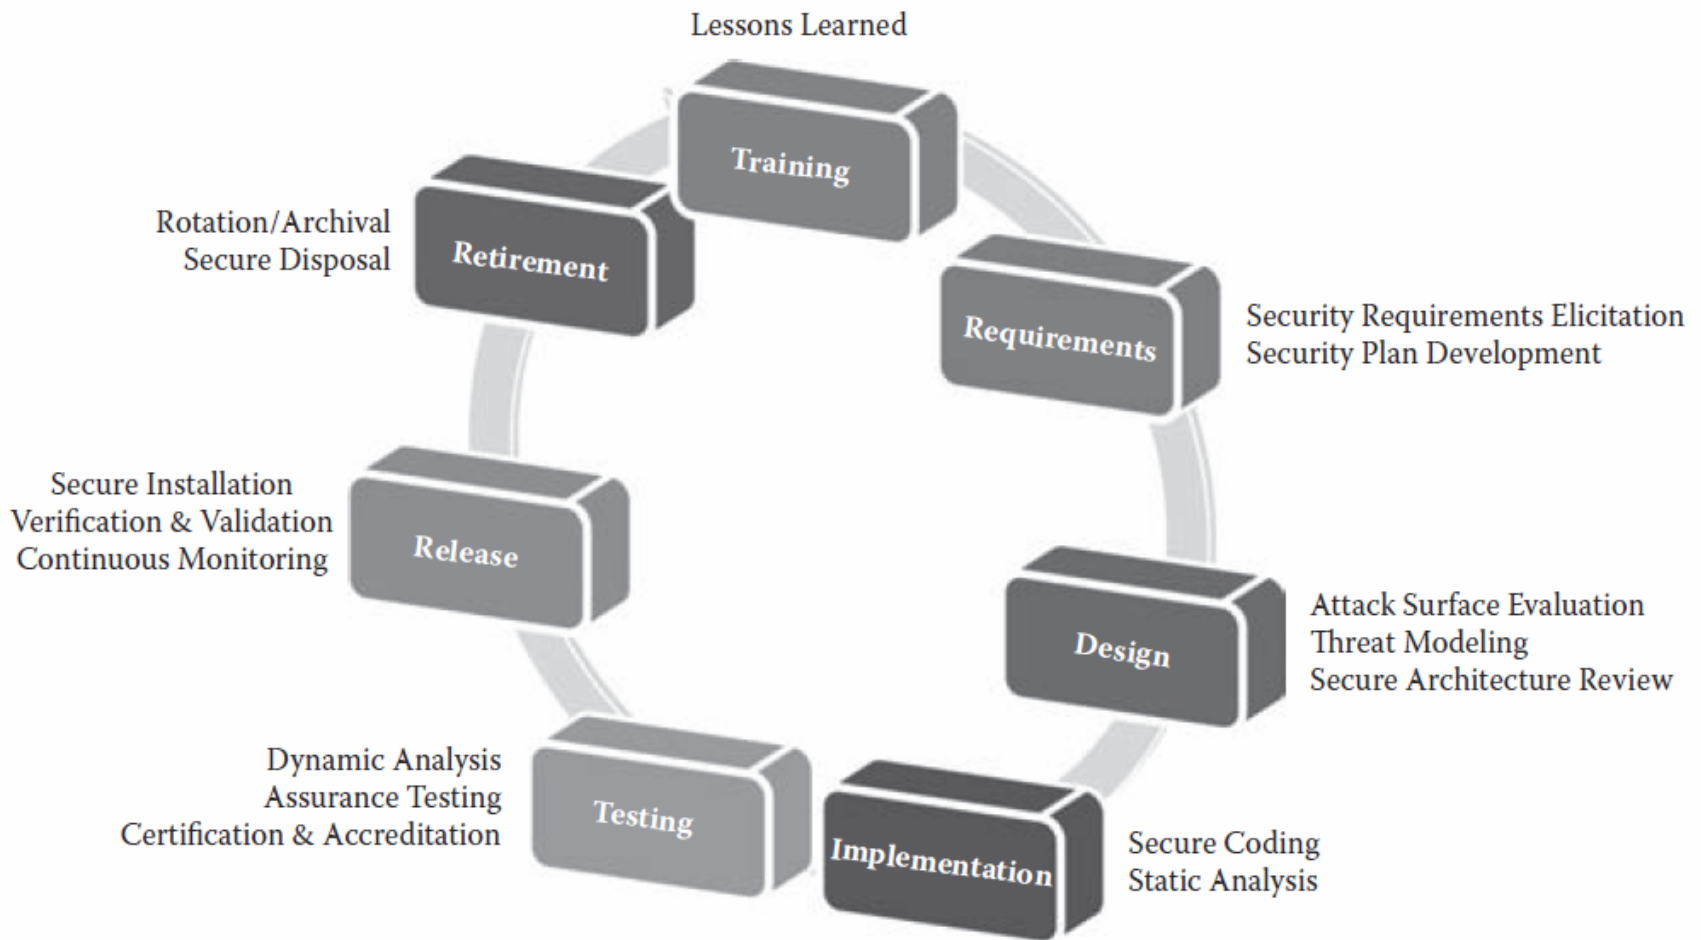 Lessons Learned
Training
Requirements
Security Requirements Elicitation
Security Plan Development
Design
Attack Surface Evaluation
Threat Modeling
Secure Architecture Review
Implementation
Secure Coding
Static Analysis
Testing
Dynamic Analysis
Assurance Testing
Certification & Accreditation
Release
Secure Installation
Verification & Validation
Continuous Monitoring
Retirement
Rotation/Archival
Secure Disposal